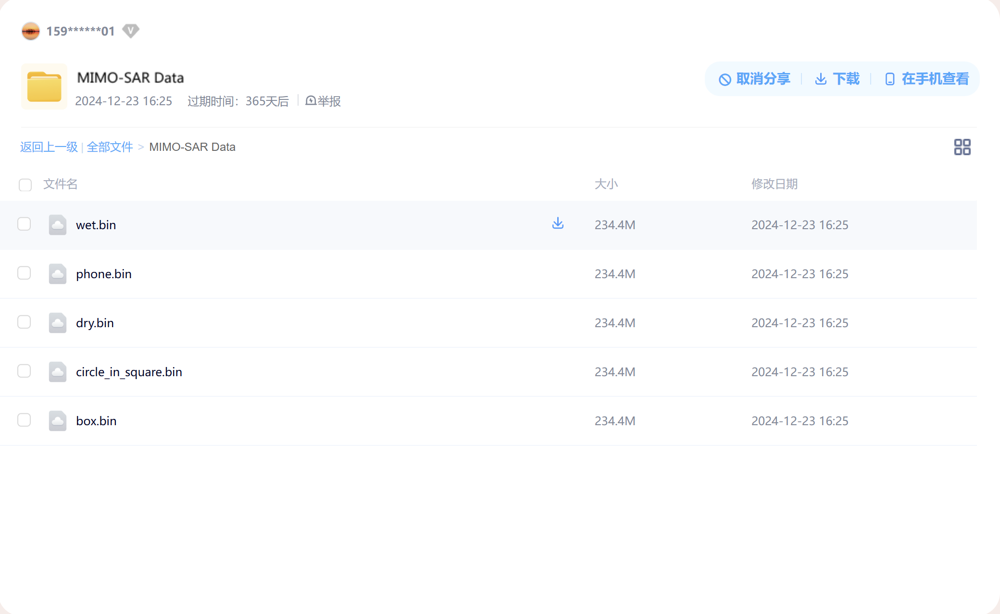 159******01
MIMO-SAR Data
2024-12-23 16:25 过期时间：365天后 举报
取消分享 下载 在手机查看
返回上一级 | 全部文件 > MIMO-SAR Data
文件名 大小 修改日期
wet.bin 234.4M 2024-12-23 16:25
phone.bin 234.4M 2024-12-23 16:25
dry.bin 234.4M 2024-12-23 16:25
circle_in_square.bin 234.4M 2024-12-23 16:25
box.bin 234.4M 2024-12-23 16:25